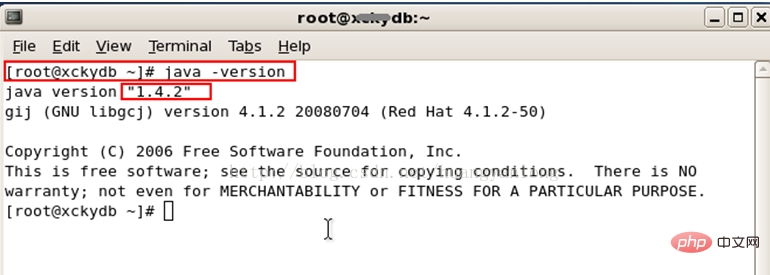 root@xckydb:~
File Edit View Terminal Tabs Help
[root@xckydb ~]# java -version
java version "1.4.2"
gij (GNU libgcj) version 4.1.2 20080704 (Red Hat 4.1.2-50)
Copyright (C) 2006 Free Software Foundation, Inc.
This is free software; see the source for copying conditions.  There is NO
warranty; not even for MERCHANTABILITY or FITNESS FOR A PARTICULAR PURPOSE.
[root@xckydb ~]#
php 中文网